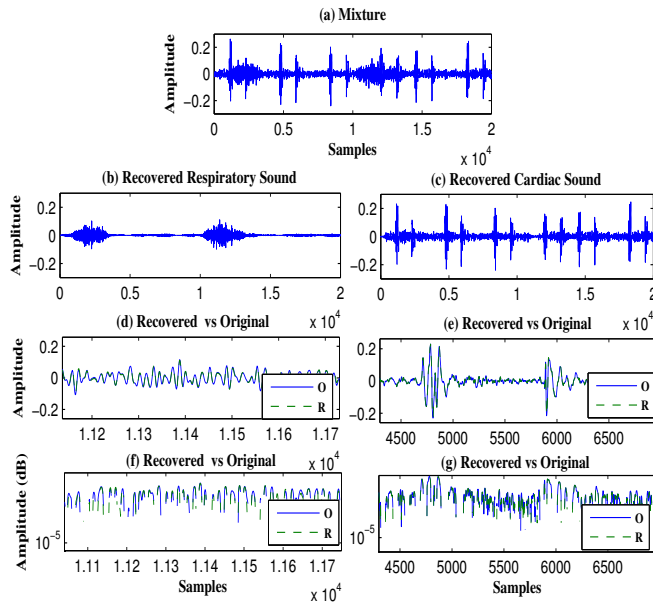 (a) Mixture
Amplitude
0.2
0
−0.2
0 0.5 1 1.5 2
Samples
x 10^4
(b) Recovered Respiratory Sound
Amplitude
0.2
0
−0.2
0 0.5 1 1.5 2
x 10^4
(c) Recovered Cardiac Sound
0.2
0
−0.2
0 0.5 1 1.5 2
x 10^4
(d) Recovered vs Original
Amplitude
0.2
0
−0.2
O
R
1.12 1.13 1.14 1.15 1.16 1.17
x 10^4
(e) Recovered vs Original
0.2
0
−0.2
O
R
4500 5000 5500 6000 6500
(f) Recovered vs Original
Amplitude (dB)
10^−5
O
R
1.11 1.12 1.13 1.14 1.15 1.16 1.17
Samples
x 10^4
(g) Recovered vs Original
10^−5
O
R
4500 5000 5500 6000 6500
Samples